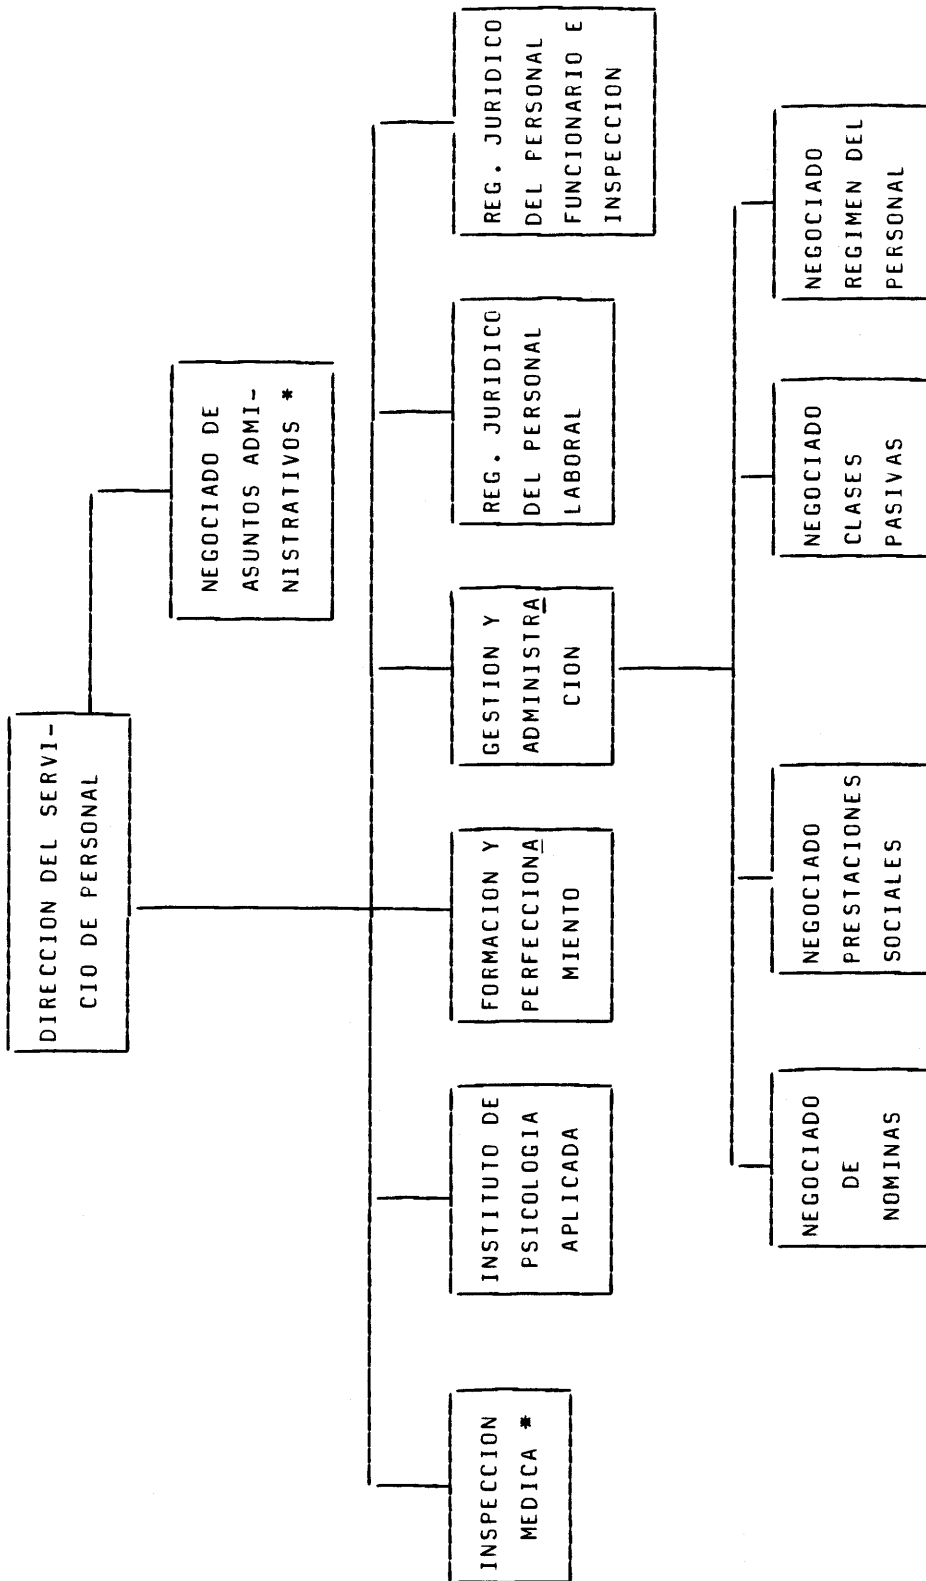 DIRECCION DEL SERVI-
CIO DE PERSONAL
NEGOCIADO DE
ASUNTOS ADMI-
NISTRATIVOS *
INSPECCION
MEDICA *
INSTITUTO DE
PSICOLOGIA
APLICADA
FORMACION Y
PERFECCIONA
MIENTO
GESTION Y
ADMINISTRA
CION
REG. JURIDICO
DEL PERSONAL
LABORAL
REG. JURIDICO
DEL PERSONAL
FUNCIONARIO E
INSPECCION
NEGOCIADO
DE
NOMINAS
NEGOCIADO
PRESTACIONES
SOCIALES
NEGOCIADO
CLASES
PASIVAS
NEGOCIADO
REGIMEN DEL
PERSONAL